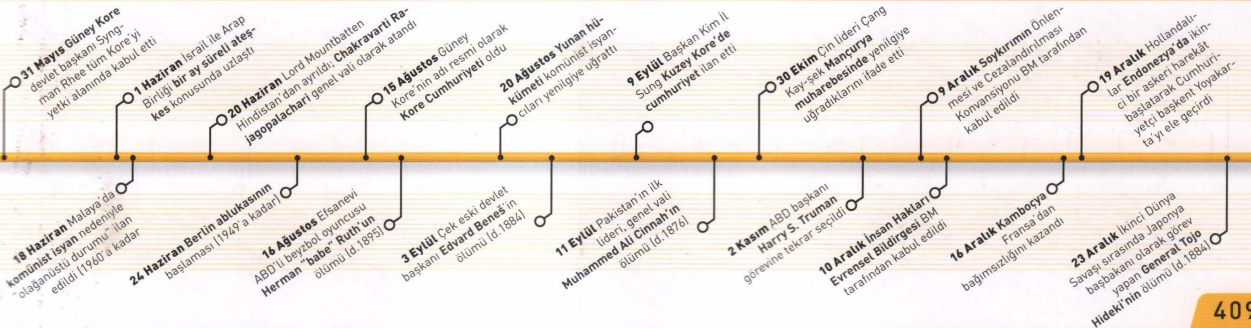 31 Mayıs Güney Kore
devlet başkanı Syng-
man Rhee tüm Kore'yi
yetki alanında kabul etti
1 Haziran İsrail ile Arap
Birliği bir ay süreli ateş-
kes konusunda uzlaştı
20 Haziran Lord Mountbatten
Hindistan'dan ayrıldı; Chakravarti Ra-
jagopalachari genel vali olarak atandı
15 Ağustos Güney
Kore'nin adı resmi olarak
Kore Cumhuriyeti oldu
20 Ağustos Yunan hü-
kümeti komünist isyan-
cıları yenilgiye uğrattı
9 Eylül Başkan Kim İl
Sung Kuzey Kore'de
cumhuriyet ilan etti
30 Ekim Çin lideri Çang
Kay-şek Mançurya
muharebesinde yenilgiye
uğradıklarını ifade etti
9 Aralık Soykırımın Önlen-
mesi ve Cezalandırılması
Konvansiyonu BM tarafından
kabul edildi
19 Aralık Hollandalı-
lar Endonezya'da ikin-
ci bir askeri harekât
başlatarak Cumhuri-
yetçi başkent Yoyakar-
ta'yı ele geçirdi
18 Haziran Malaya'da
komünist isyan nedeniyle
"olağanüstü durumu" ilan
edildi (1960'a kadar
24 Haziran Berlin ablukasının
başlaması (1949'a kadar)
16 Ağustos Efsanevi
ABD'li beyzbol oyuncusu
Herman "babe" Ruth'un
ölümü (d.1895)
3 Eylül Çek eski devlet
başkanı Edvard Beneš'in
ölümü (d.1884)
11 Eylül Pakistan'ın ilk
lideri, genel vali
Muhammed Ali Cinnah'ın
ölümü (d.1876)
2 Kasım ABD başkanı
Harry S. Truman
görevine tekrar seçildi
10 Aralık İnsan Hakları
Evrensel Bildirgesi BM
tarafından kabul edildi
16 Aralık Kamboçya
Fransa'dan
bağımsızlığını kazandı
23 Aralık İkinci Dünya
Savaşı sırasında Japonya
başbakanı olarak görev
yapan General Tojo
Hideki'nin ölümü (d.1884)
409